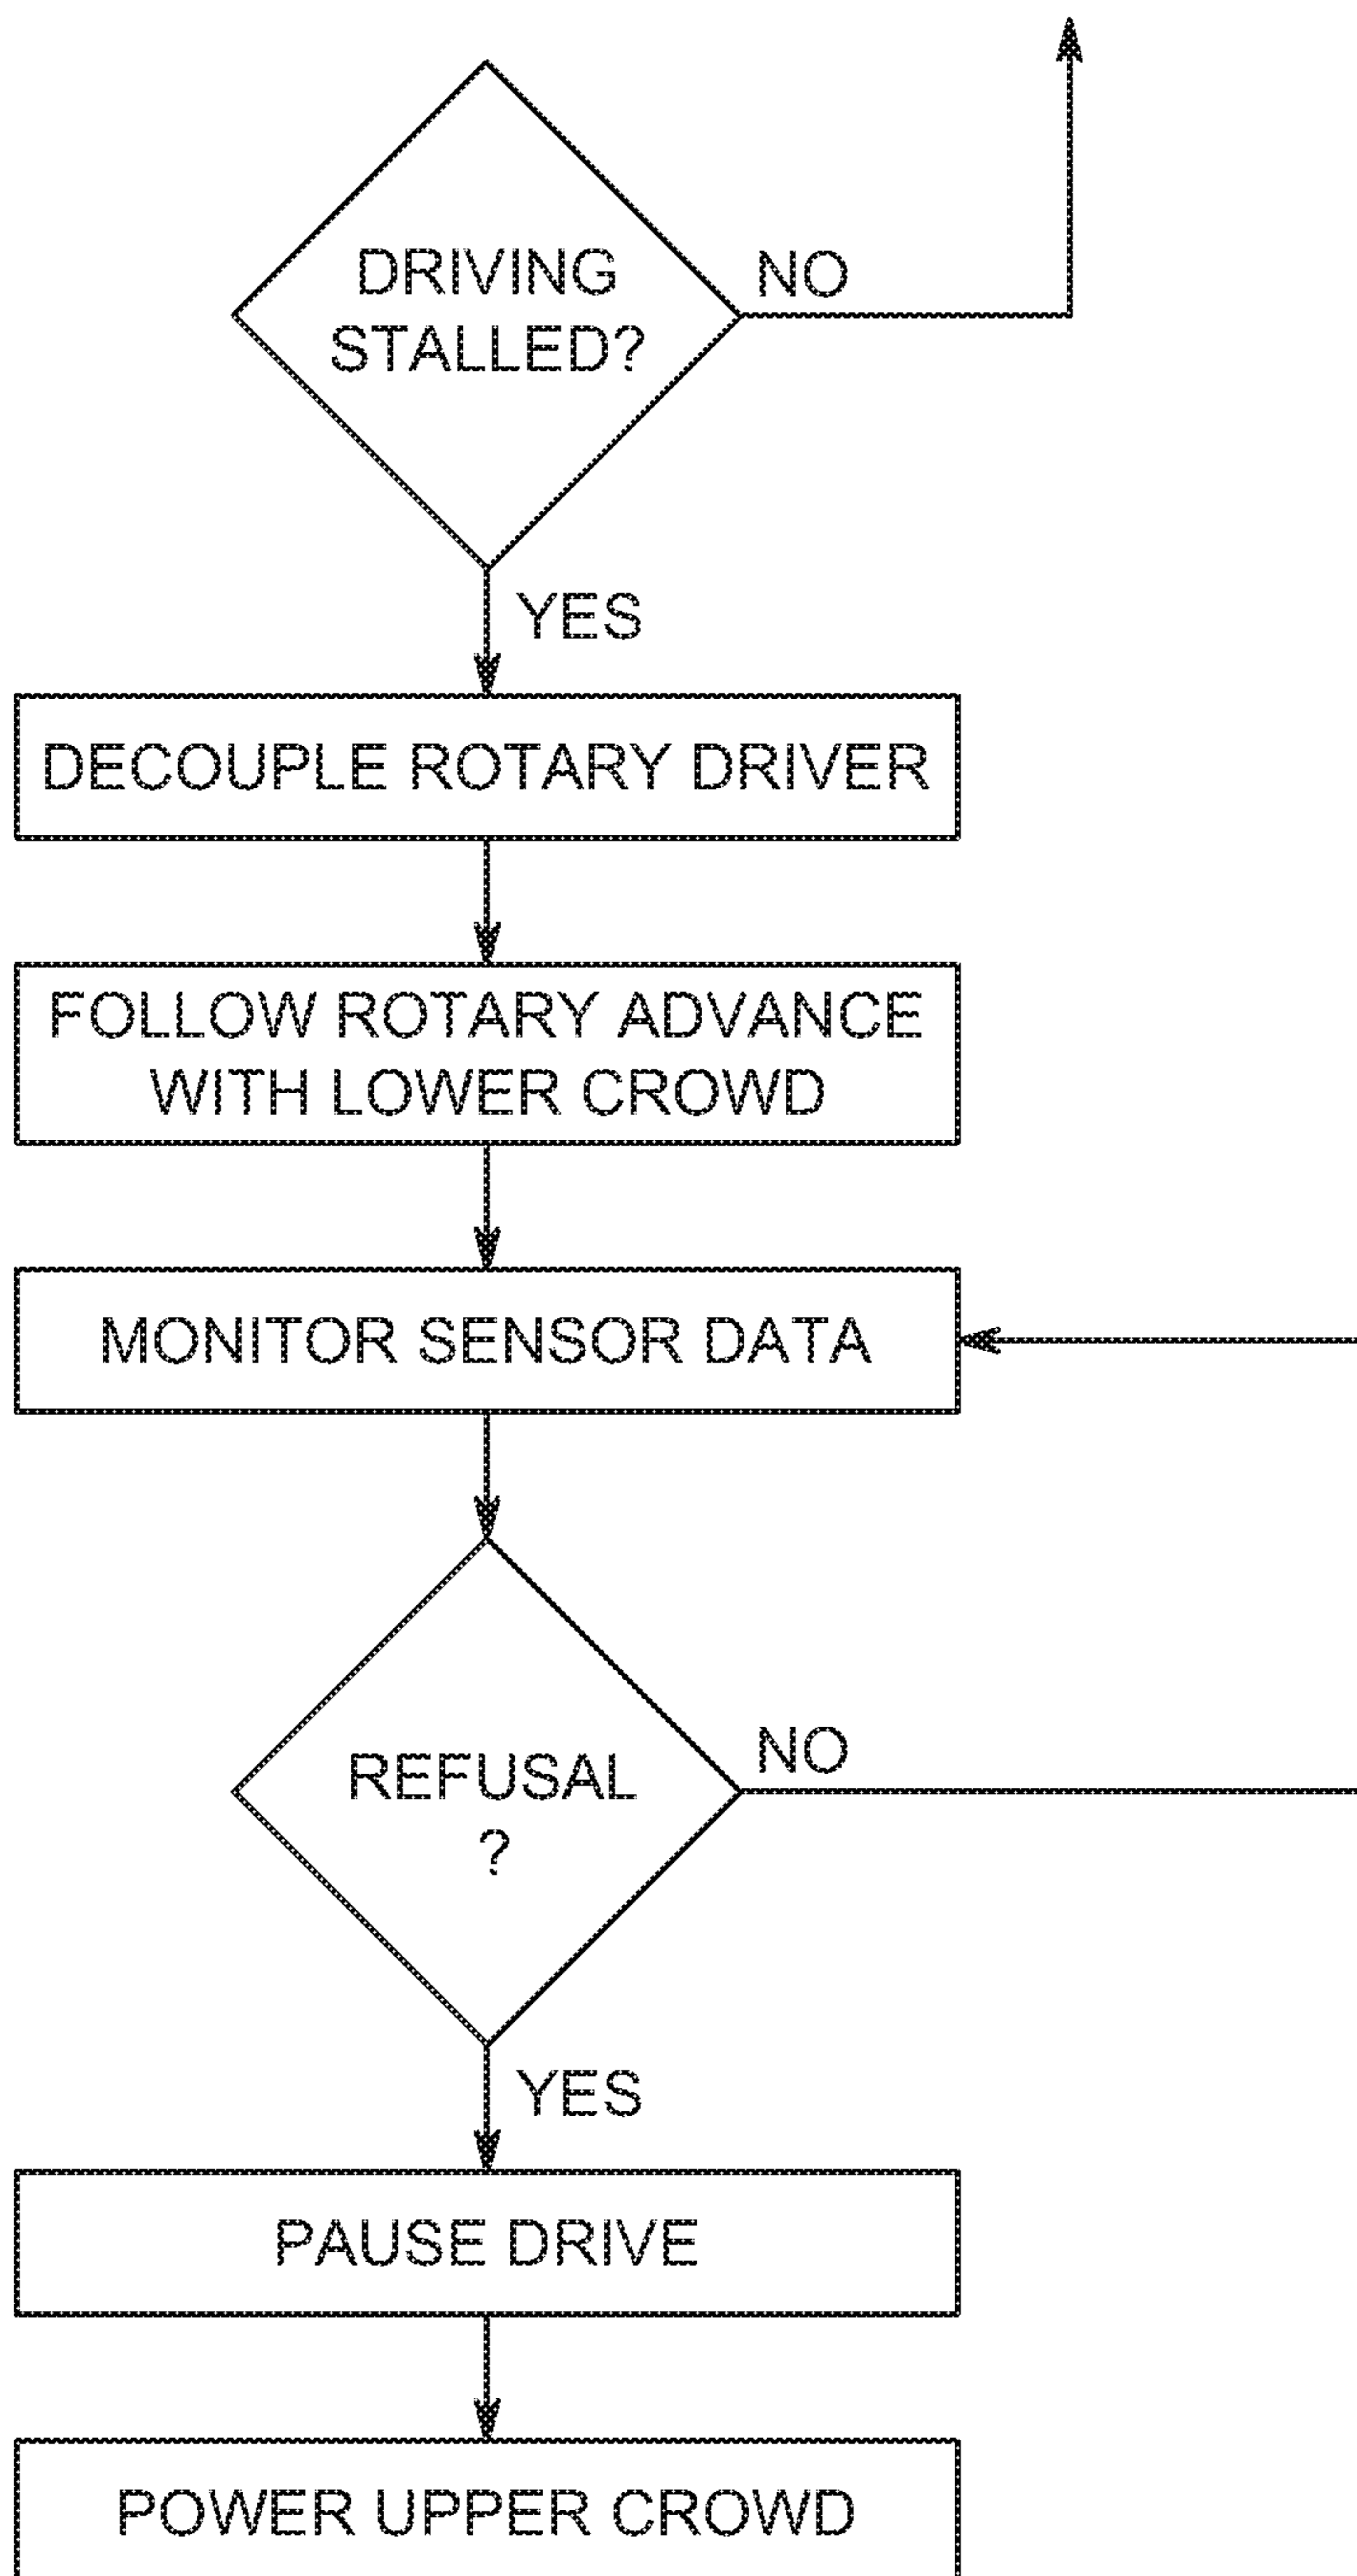 DRIVING
STALLED?
NO
YES
DECOUPLE ROTARY DRIVER
FOLLOW ROTARY ADVANCE
WITH LOWER CROWD
MONITOR SENSOR DATA
REFUSAL
?
NO
YES
PAUSE DRIVE
POWER UPPER CROWD